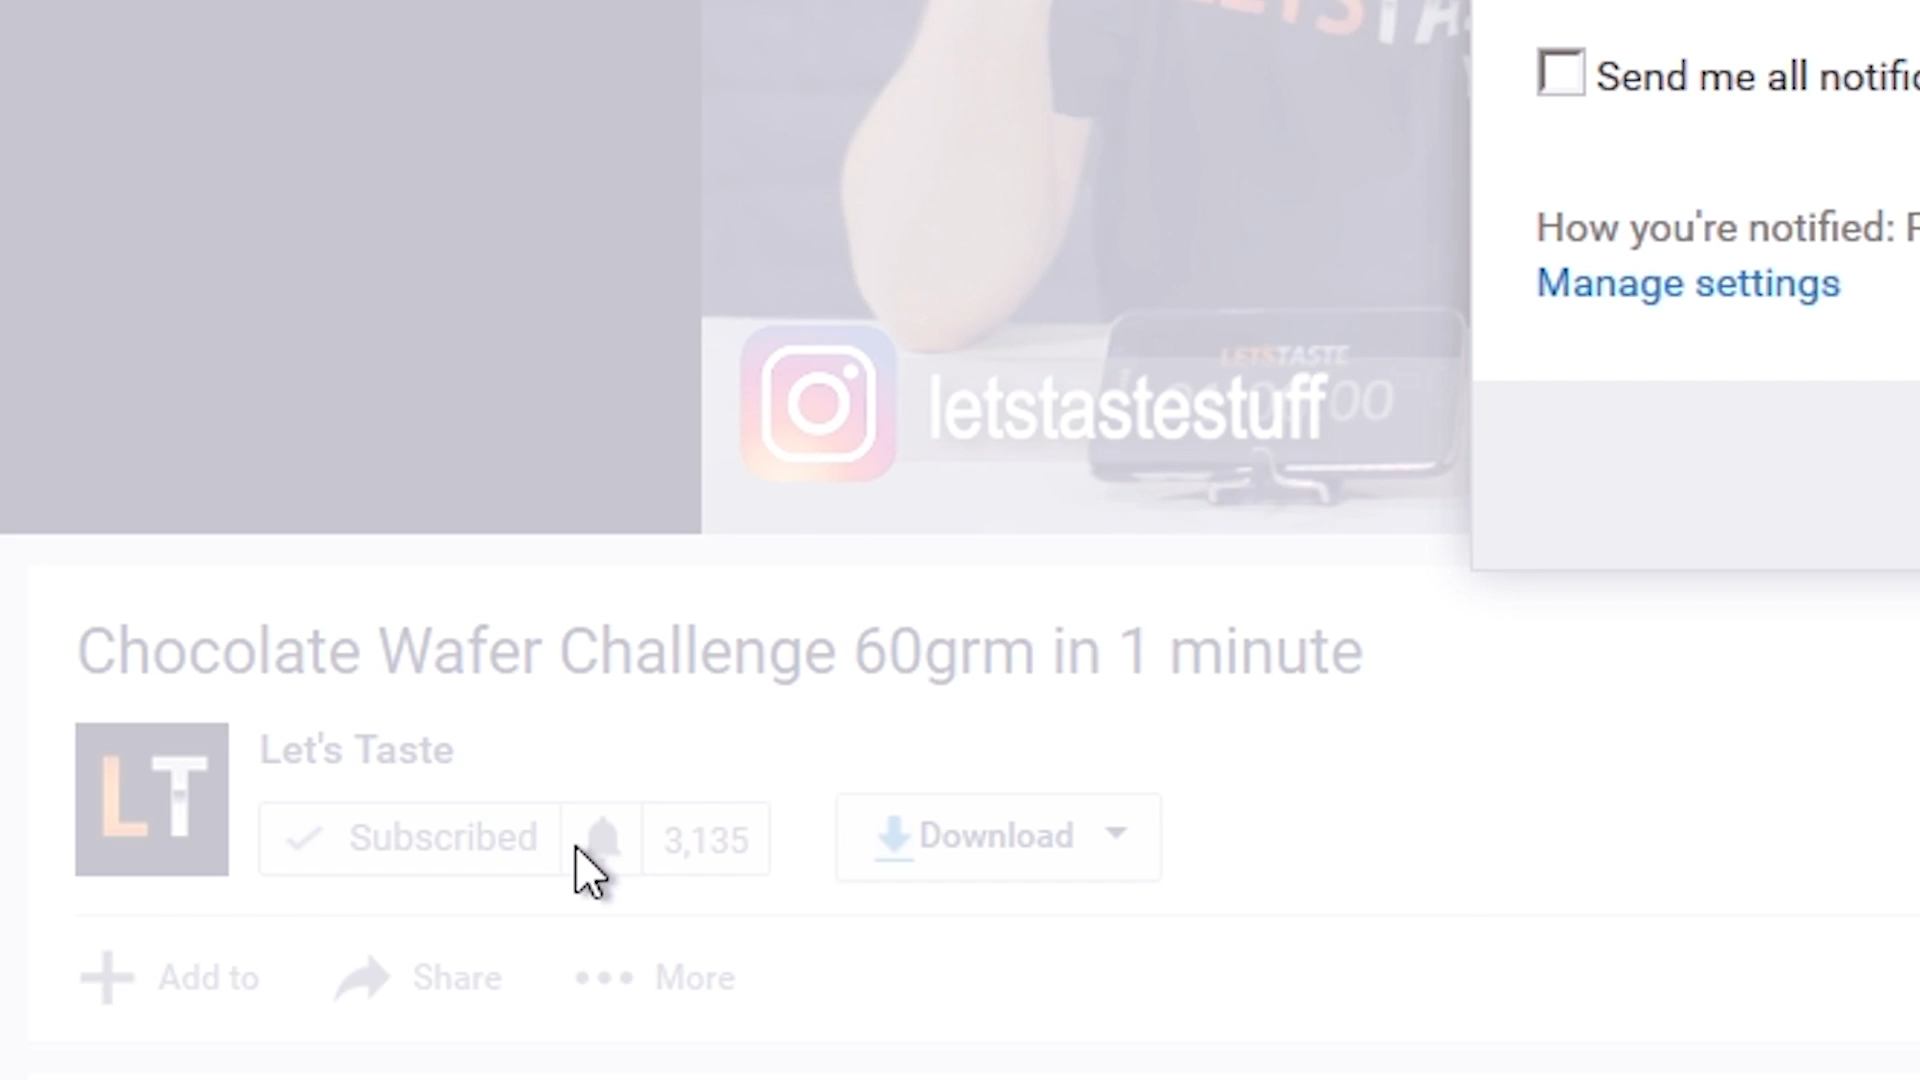 Send me all
How you're notified:
Manage settings
LETSTASTE
letstastestuff
Chocolate Wafer Challenge 60grm in 1 minute
LT
Let's Taste
Subscribed
3,135
Download
Add to
Share
More